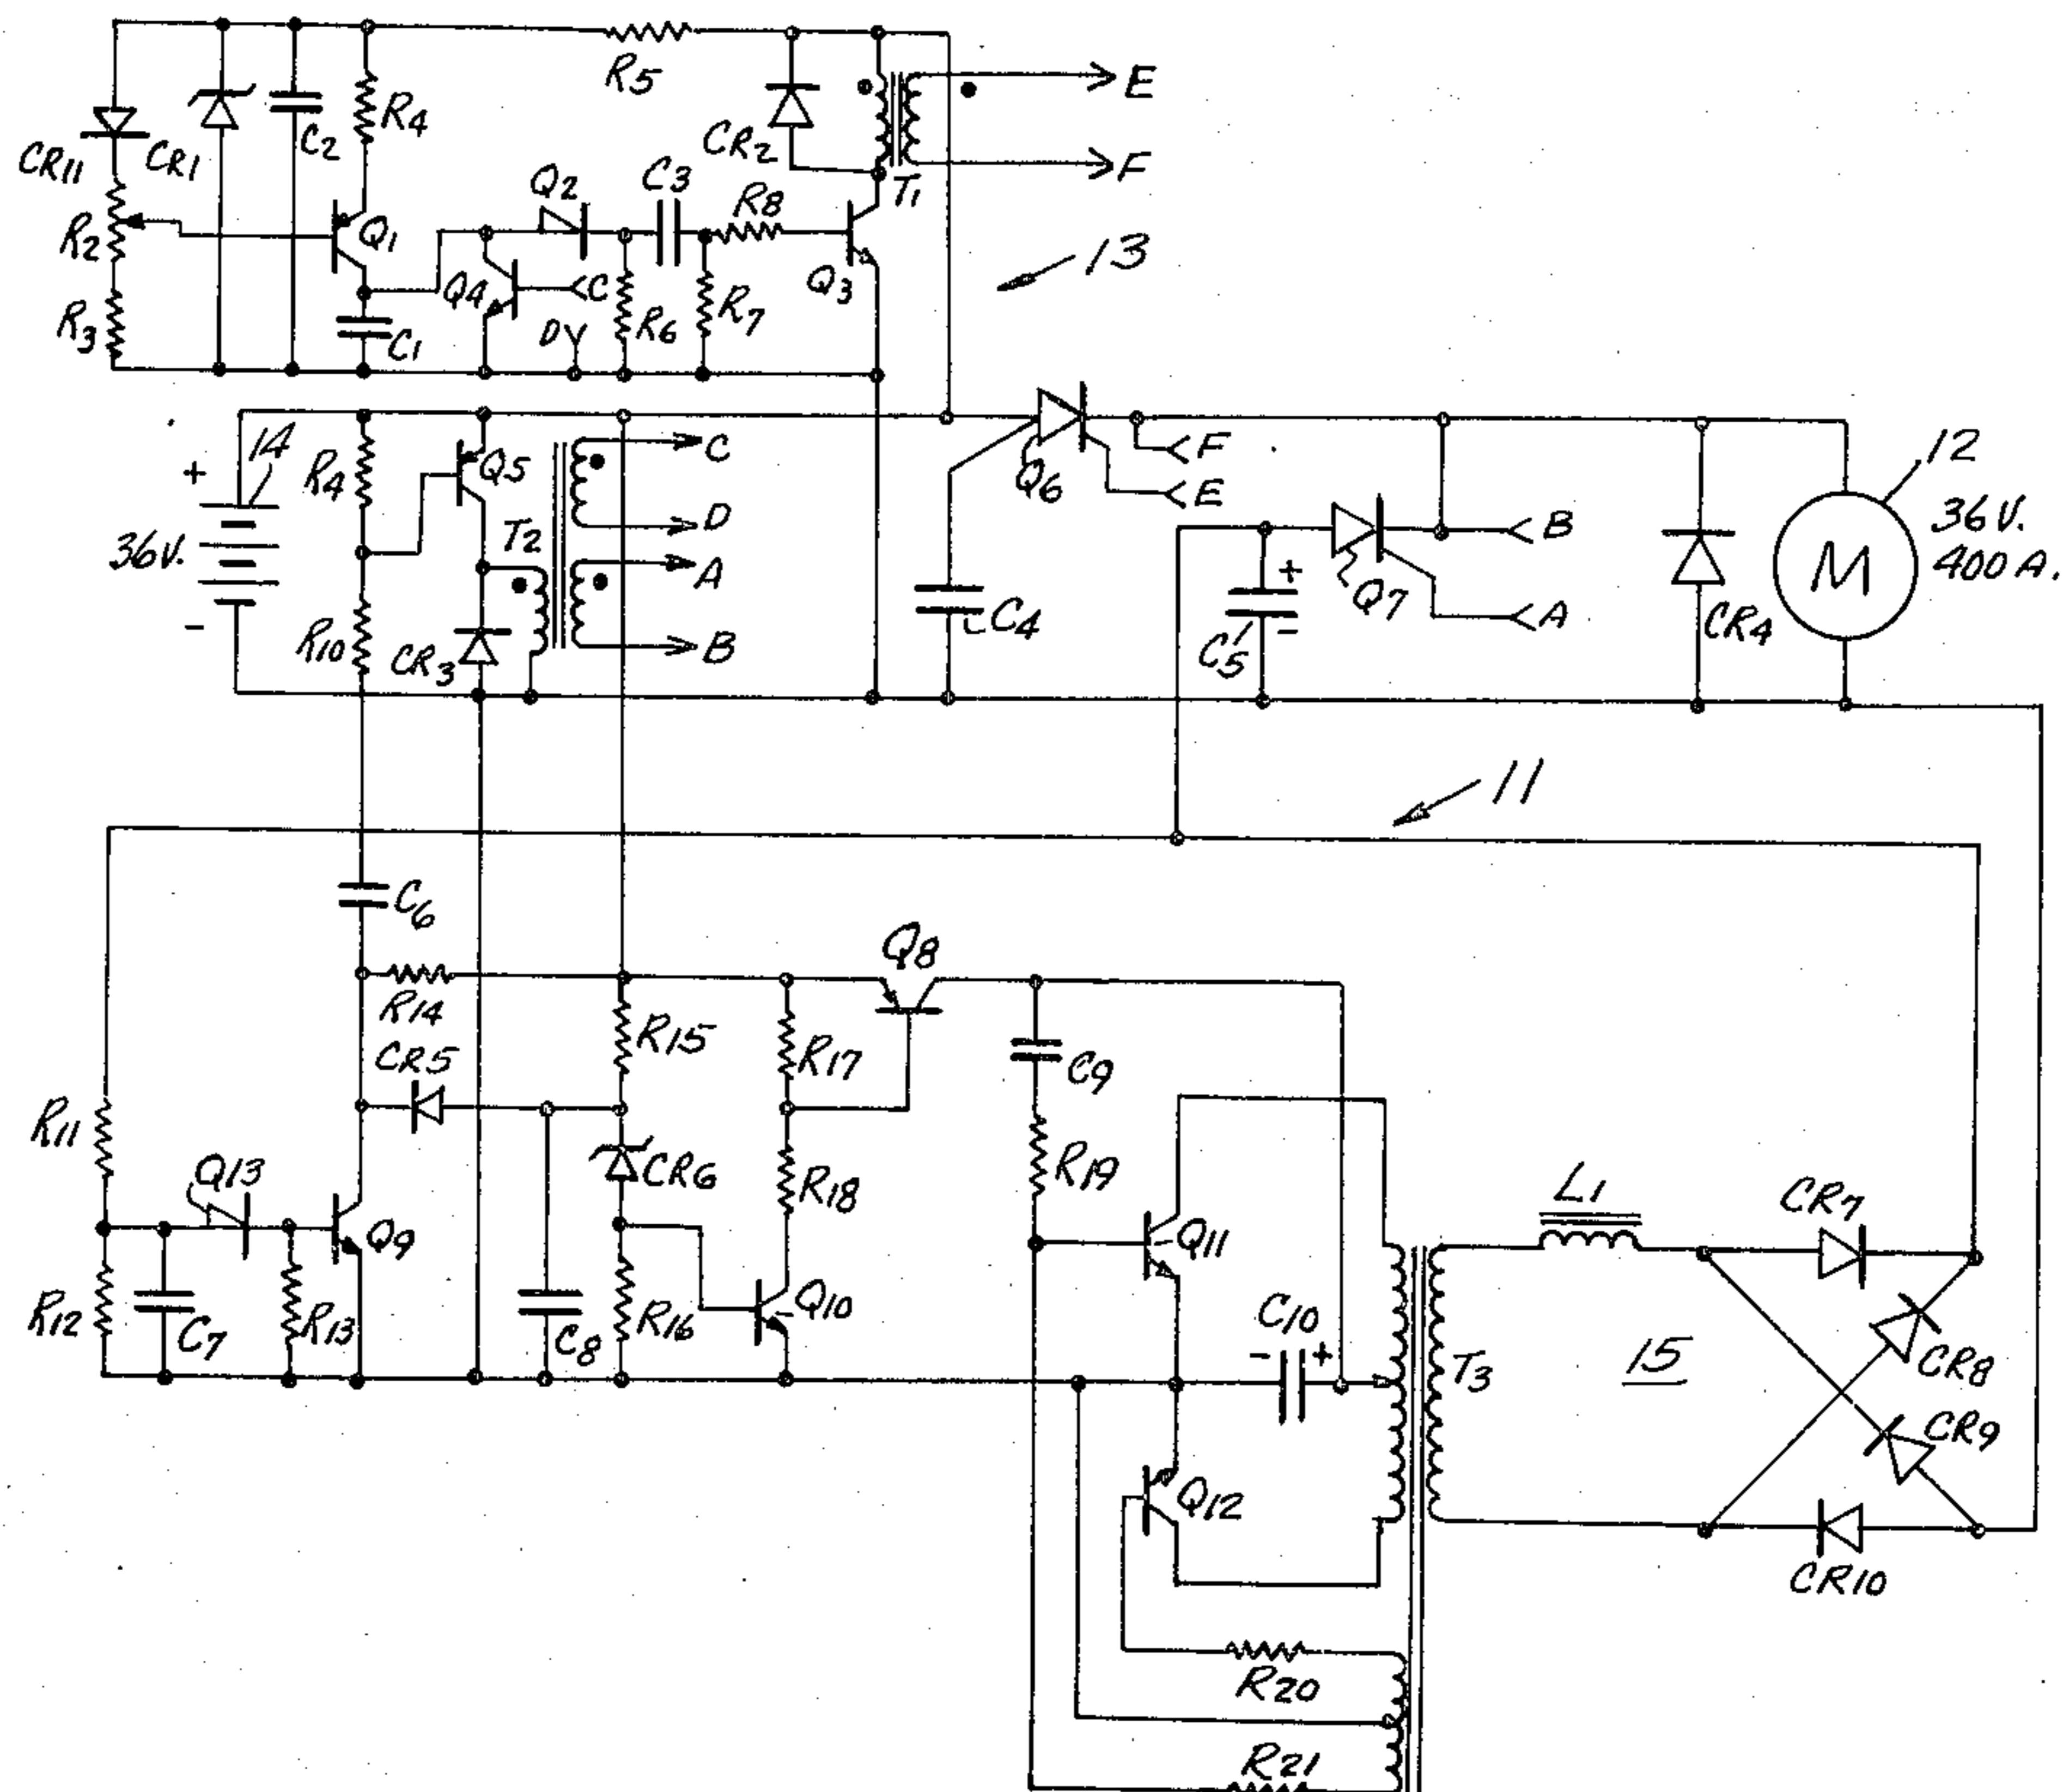 R5
E
CR11
CR1
C2
R4
CR2
T1
F
R2
Q1
Q2
C3
R8
Q3
13
R3
C1
Q4
C
D
R6
R7
14
+
36V.
-
R4
Q5
C
D
T2
A
B
R10
CR3
Q6
F
E
12
36V.
400A.
M
B
Q7
A
C4
+
C5
-
CR4
11
C6
Q8
R14
R15
R17
C9
CR5
R11
Q13
CR6
R18
R19
Q9
Q11
L1
CR7
R12
C7
R13
C8
R16
Q10
C10
- +
T3
15
CR8
CR9
Q12
CR10
R20
R21